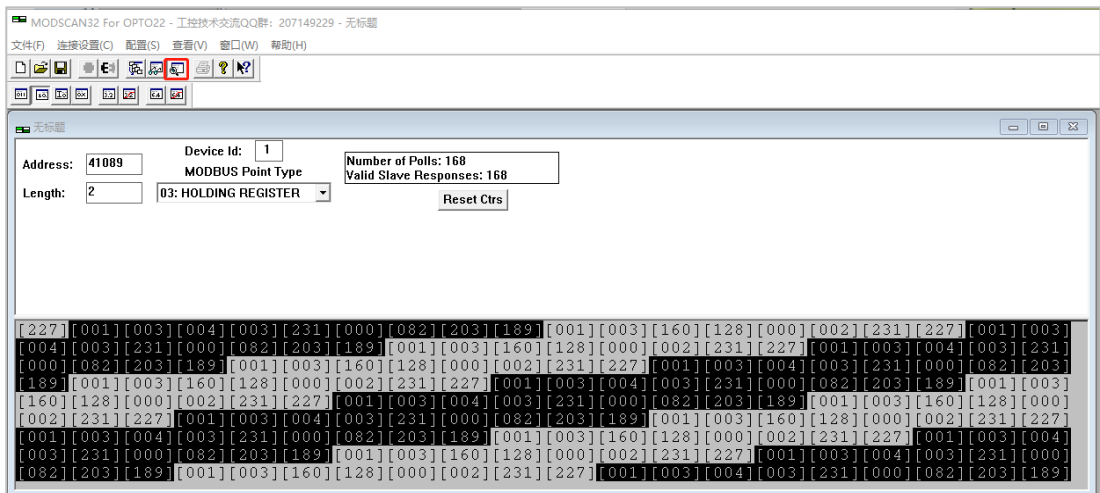 MODSCAN32 For OPTO22 - 工控技术交流QQ群：207149229 - 无标题
文件(F) 连接设置(C) 配置(S) 查看(V) 窗口(W) 帮助(H)
无标题
Address: 41089
Device Id: 1
MODBUS Point Type
Length: 2
03: HOLDING REGISTER
Number of Polls: 168
Valid Slave Responses: 168
Reset Ctrs
[227][001][003][004][003][231][000][082][203][189][001][003][160][128][000][002][231][227][001][003]
[004][003][231][000][082][203][189][001][003][160][128][000][002][231][227][001][003][004][003][231]
[000][082][203][189][001][003][160][128][000][002][231][227][001][003][004][003][231][000][082][203]
[189][001][003][160][128][000][002][231][227][001][003][004][003][231][000][082][203][189][001][003]
[160][128][000][002][231][227][001][003][004][003][231][000][082][203][189][001][003][160][128][000]
[002][231][227][001][003][004][003][231][000][082][203][189][001][003][160][128][000][002][231][227]
[001][003][004][003][231][000][082][203][189][001][003][160][128][000][002][231][227][001][003][004]
[003][231][000][082][203][189][001][003][160][128][000][002][231][227][001][003][004][003][231][000]
[082][203][189][001][003][160][128][000][002][231][227][001][003][004][003][231][000][082][203][189]